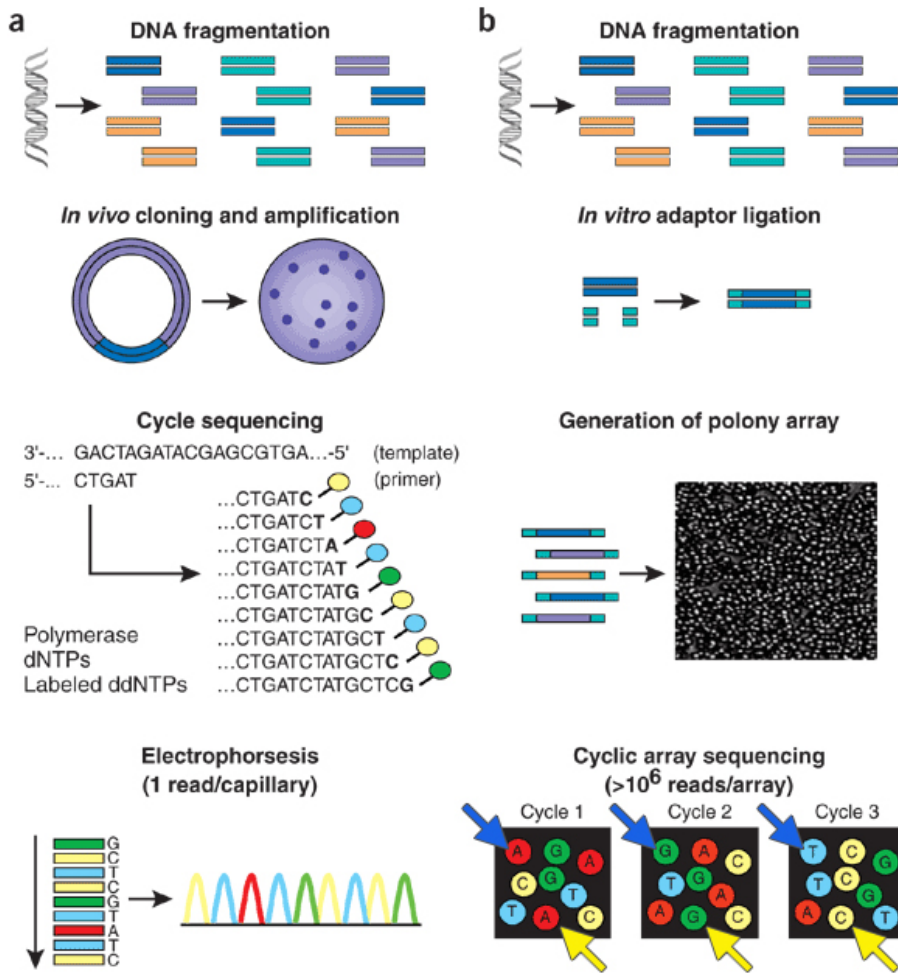 a
DNA fragmentation
In vivo cloning and amplification
Cycle sequencing
3'-... GACTAGATACGAGCGTGA...-5' (template)
5'-... CTGAT (primer)
...CTGATC
...CTGATCT
...CTGATCTA
...CTGATCTAT
...CTGATCTATG
...CTGATCTATGC
...CTGATCTATGCT
...CTGATCTATGCTC
...CTGATCTATGCTCG
Polymerase
dNTPs
Labeled ddNTPs
Electrophorsesis
(1 read/capillary)
G
C
T
C
G
T
A
T
C
b
DNA fragmentation
In vitro adaptor ligation
Generation of polony array
Cyclic array sequencing
(>10⁶ reads/array)
Cycle 1
A G A
C G T
T A C
Cycle 2
G A C
T G A
A G C
Cycle 3
T C G
T C G
A C T